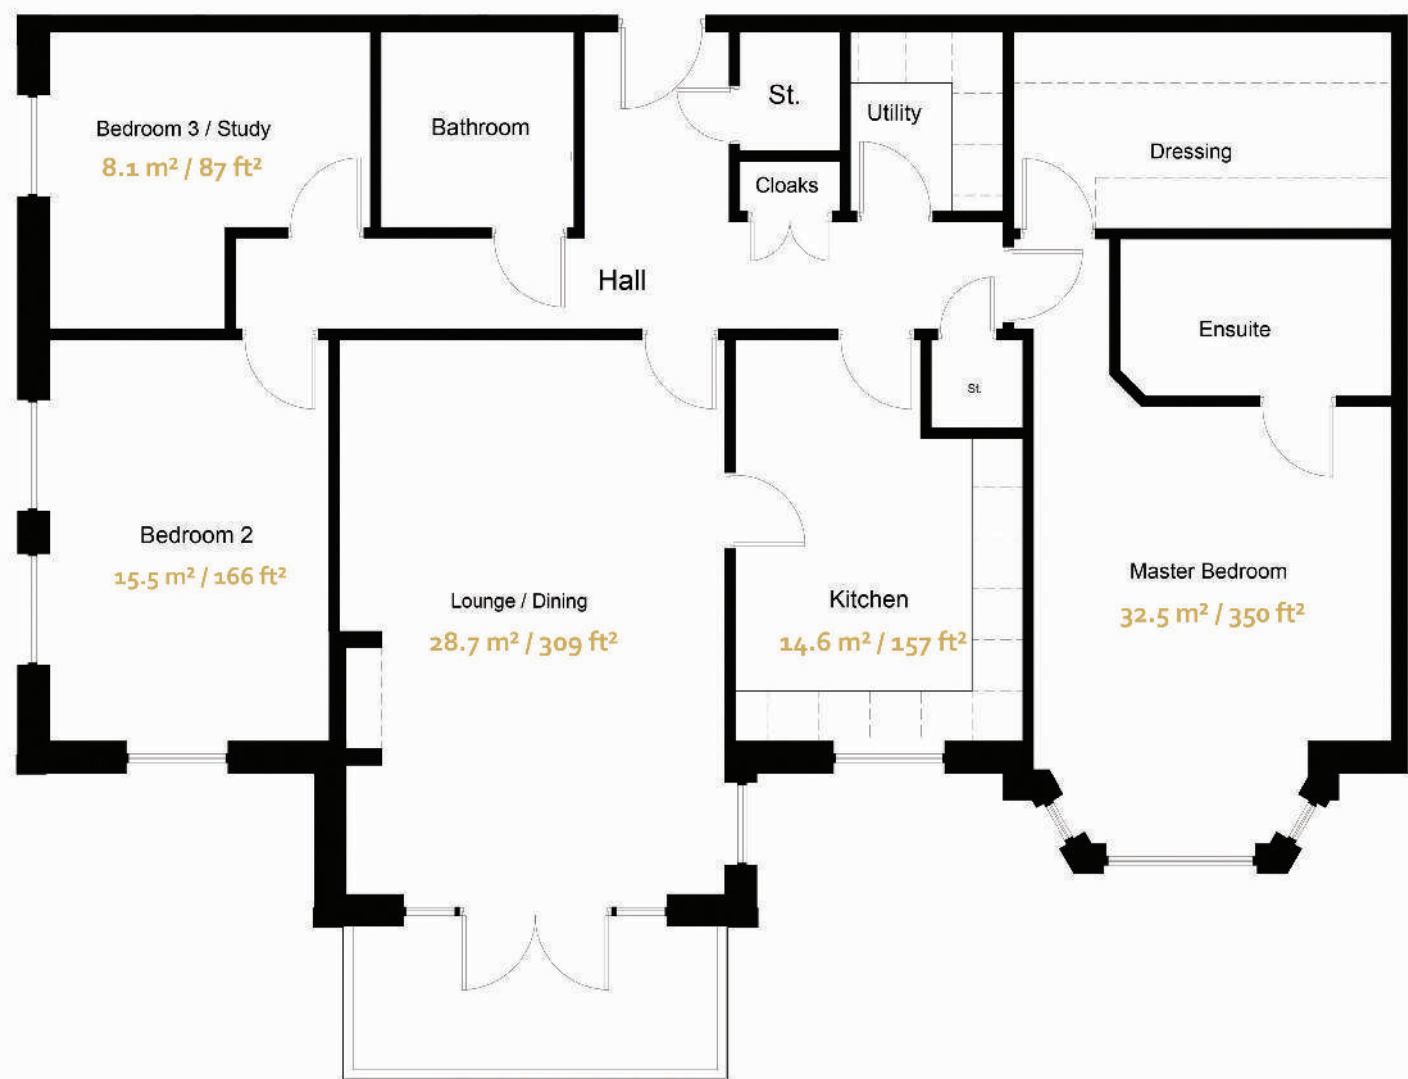 Bedroom 3 / Study
8.1 m² / 87 ft²
Bathroom
St.
Utility
Cloaks
Dressing
Hall
Ensuite
St.
Bedroom 2
15.5 m² / 166 ft²
Lounge / Dining
28.7 m² / 309 ft²
Kitchen
14.6 m² / 157 ft²
Master Bedroom
32.5 m² / 350 ft²